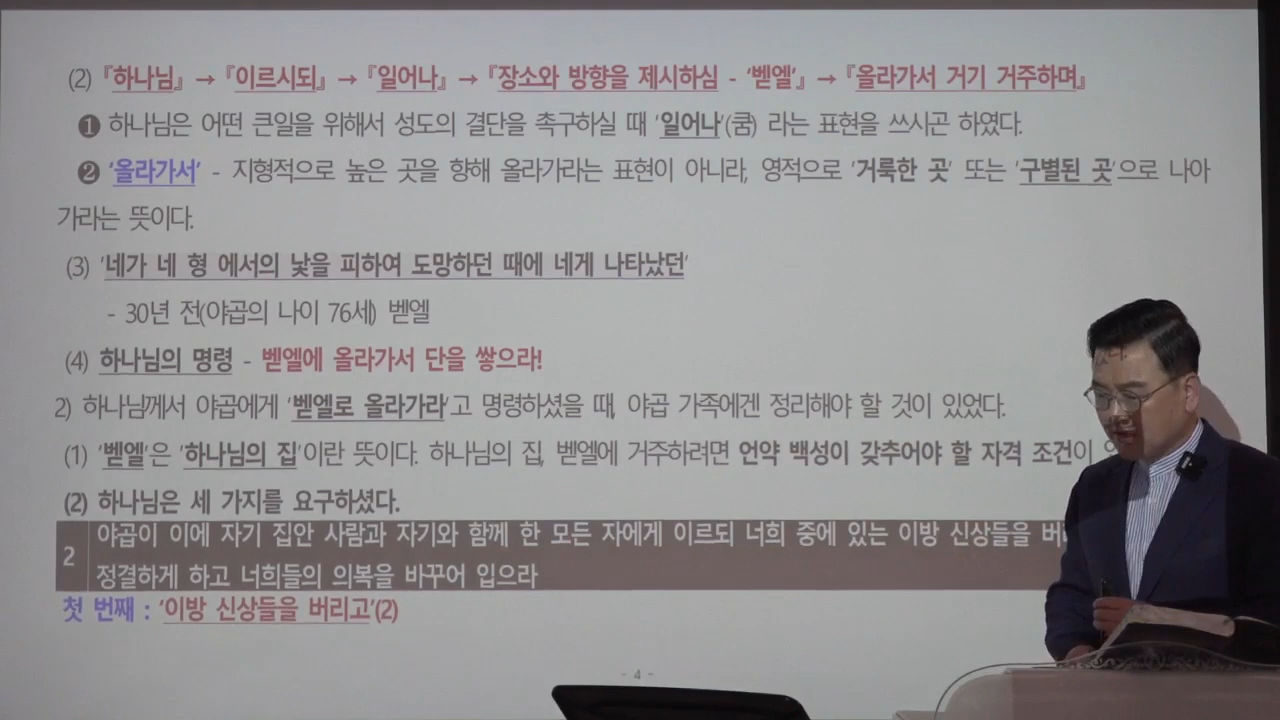 (2) 『하나님』 → 『이르시되』 → 『일어나』 → 『장소와 방향을 제시하심 - ‘벧엘’』 → 『올라가서 거기 거주하며』
❶ 하나님은 어떤 큰일을 위해서 성도의 결단을 촉구하실 때 ‘일어나’(쿰) 라는 표현을 쓰시곤 하였다.
❷ ‘올라가서’ - 지형적으로 높은 곳을 향해 올라가라는 표현이 아니라, 영적으로 ‘거룩한 곳’ 또는 ‘구별된 곳’으로 나아
가라는 뜻이다.
(3) ‘네가 네 형 에서의 낯을 피하여 도망하던 때에 네게 나타났던’
- 30년 전(야곱의 나이 76세) 벧엘
(4) 하나님의 명령 - 벧엘에 올라가서 단을 쌓으라!
2) 하나님께서 야곱에게 ‘벧엘로 올라가라’고 명령하셨을 때, 야곱 가족에겐 정리해야 할 것이 있었다.
(1) ‘벧엘’은 ‘하나님의 집’이란 뜻이다. 하나님의 집, 벧엘에 거주하려면 언약 백성이 갖추어야 할 자격 조건이
(2) 하나님은 세 가지를 요구하셨다.
2 야곱이 이에 자기 집안 사람과 자기와 함께 한 모든 자에게 이르되 너희 중에 있는 이방 신상들을
정결하게 하고 너희들의 의복을 바꾸어 입으라
첫 번째 : ‘이방 신상들을 버리고’(2)
- 4 -